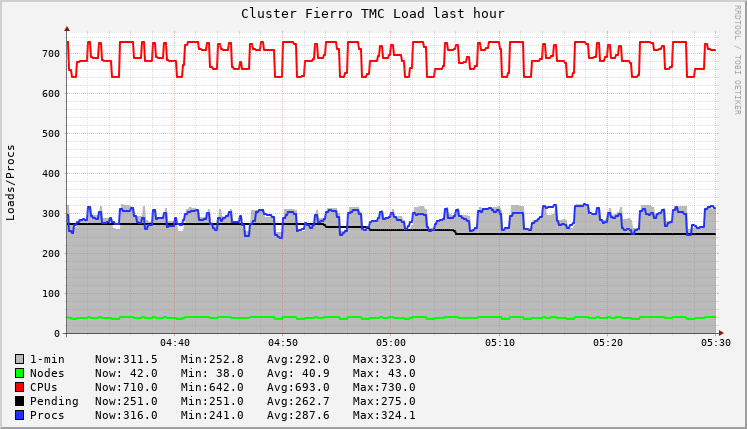 Cluster Fierro TMC Load last hour
RRDTOOL / TOBI OETIKER
Loads/Procs
700
600
500
400
300
200
100
0
04:40 04:50 05:00 05:10 05:20 05:30
1-min Now:311.5 Min:252.8 Avg:292.0 Max:323.0
Nodes Now: 42.0 Min: 38.0 Avg: 40.9 Max: 43.0
CPUs Now:710.0 Min:642.0 Avg:693.0 Max:730.0
Pending Now:251.0 Min:251.0 Avg:262.7 Max:275.0
Procs Now:316.0 Min:241.0 Avg:287.6 Max:324.1